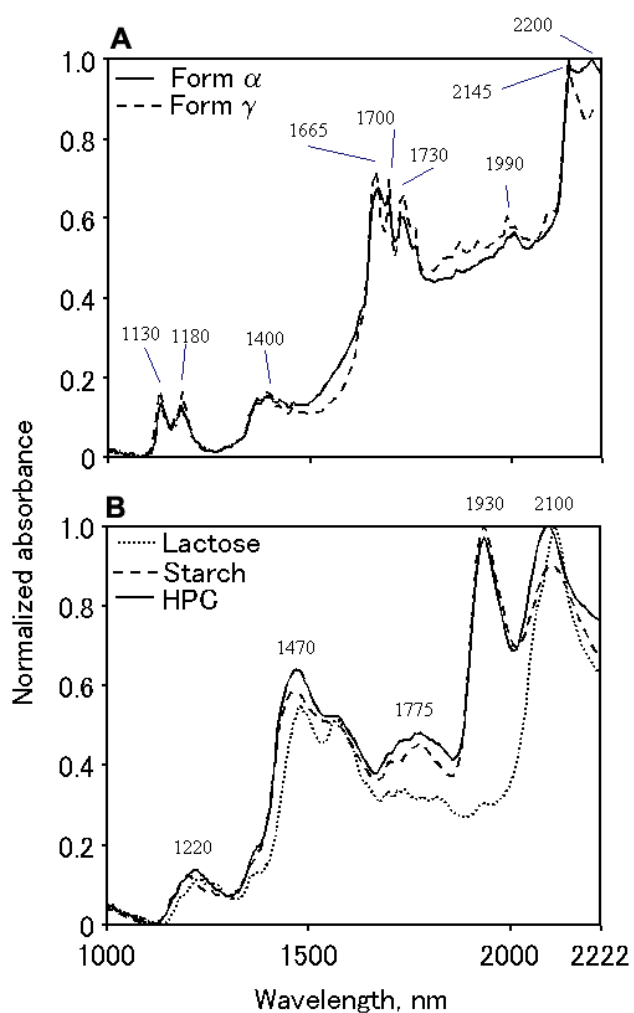 A
2200
1.0
Form α
Form γ
2145
1700
1665
1730
0.8
1990
0.6
0.4
1130 1180
1400
0.2
0
Normalized absorbance
B
1930 2100
1.0
Lactose
Starch
HPC
0.8
1470
0.6
1775
0.4
1220
0.2
0
1000 1500 2000 2222
Wavelength, nm